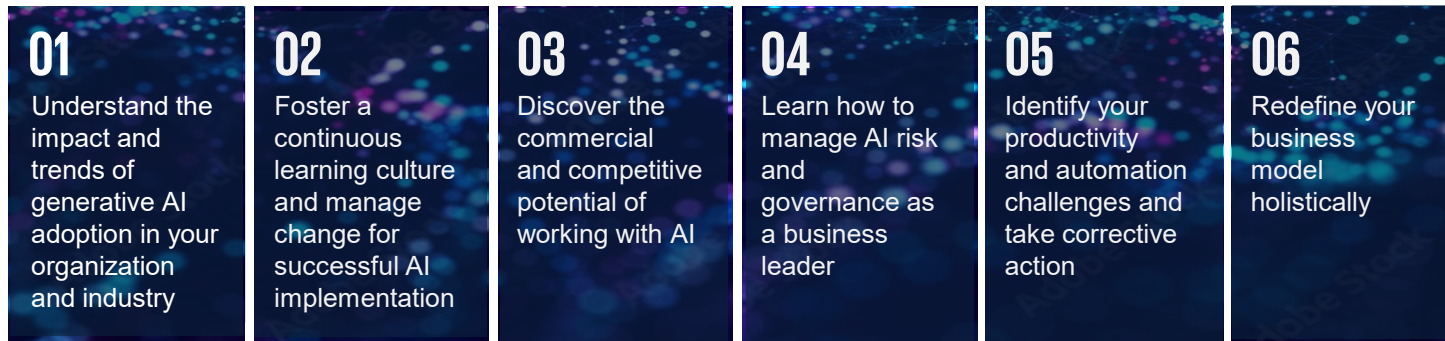 01
Understand the
impact and
trends of
generative AI
adoption in your
organization
and industry
02
Foster a
continuous
learning culture
and manage
change for
successful AI
implementation
03
Discover the
commercial
and competitive
potential of
working with AI
04
Learn how to
manage AI risk
and
governance as
a business
leader
05
Identify your
productivity
and automation
challenges and
take corrective
action
06
Redefine your
business
model
holistically
Adobe Stock